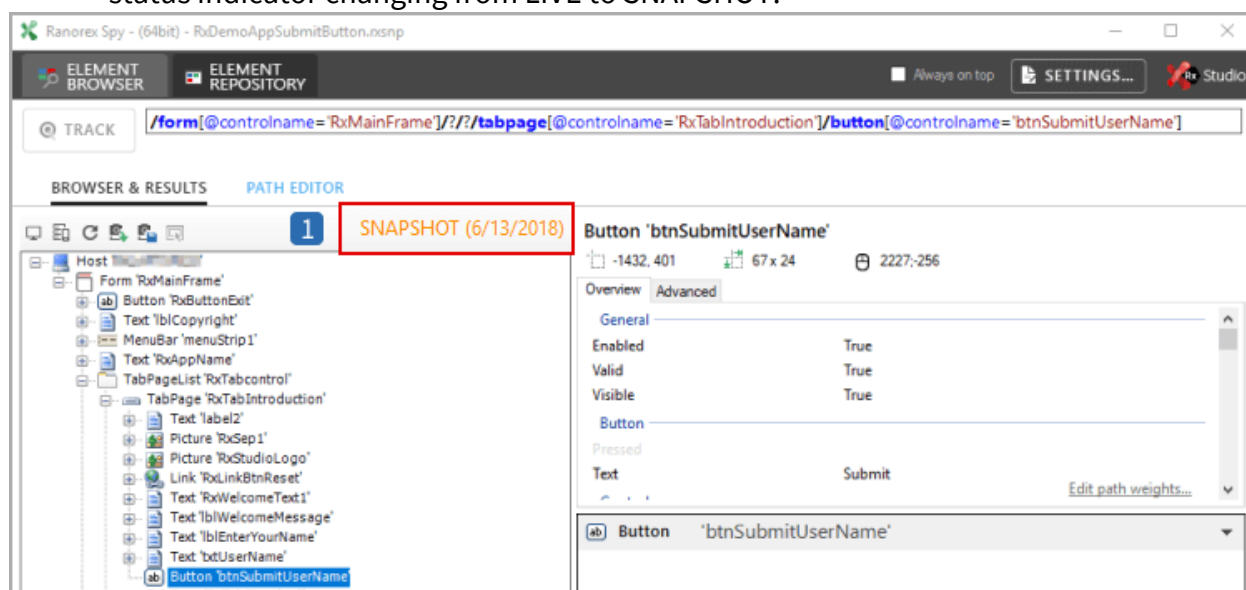 status indicator changing from LIVE to SNAPSHOT.
Ranorex Spy - (64bit) - RxDemoAppSubmitButton.rxsnp
ELEMENT BROWSER
ELEMENT REPOSITORY
Always on top
SETTINGS...
Rx Studio
TRACK
/form[@controlname='RxMainFrame']/?/?/tabpage[@controlname='RxTabIntroduction']/button[@controlname='btnSubmitUserName']
BROWSER & RESULTS
PATH EDITOR
1
SNAPSHOT (6/13/2018)
Host
Form 'RxMainFrame'
ab Button 'RxButtonExit'
Text 'lblCopyright'
MenuBar 'menuStrip1'
Text 'RxAppName'
TabPageList 'RxTabcontrol'
TabPage 'RxTabIntroduction'
Text 'label2'
Picture 'RxSep1'
Picture 'RxStudioLogo'
Link 'RxLinkBtnReset'
Text 'RxWelcomeText1'
Text 'lblWelcomeMessage'
Text 'lblEnterYourName'
Text 'txtUserName'
ab Button 'btnSubmitUserName'
Button 'btnSubmitUserName'
-1432, 401
67 x 24
2227;-256
Overview
Advanced
General
Enabled True
Valid True
Visible True
Button
Pressed
Text Submit
Edit path weights...
ab Button 'btnSubmitUserName'